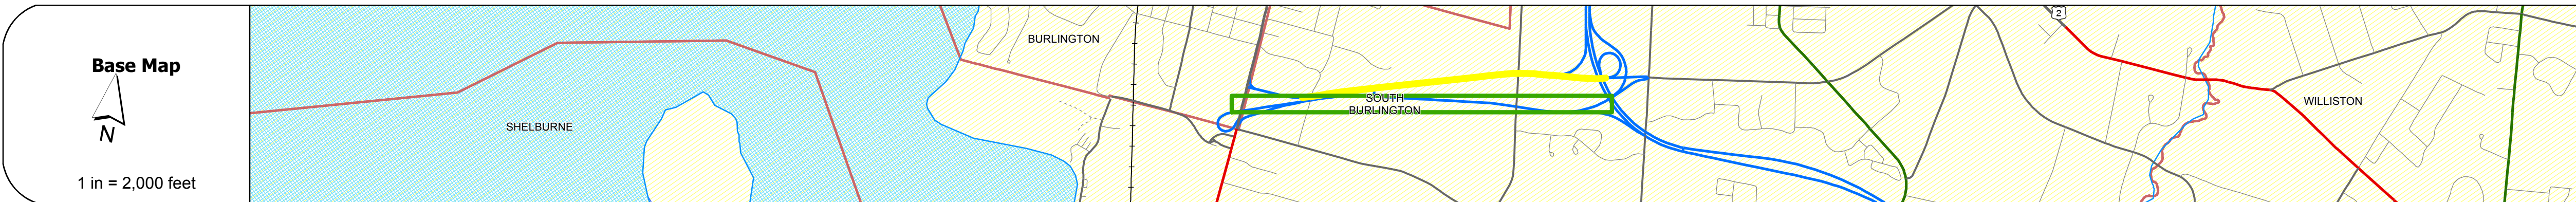 Base Map
N
1 in = 2,000 feet
SHELBURNE
BURLINGTON
SOUTH
BURLINGTON
2
WILLISTON